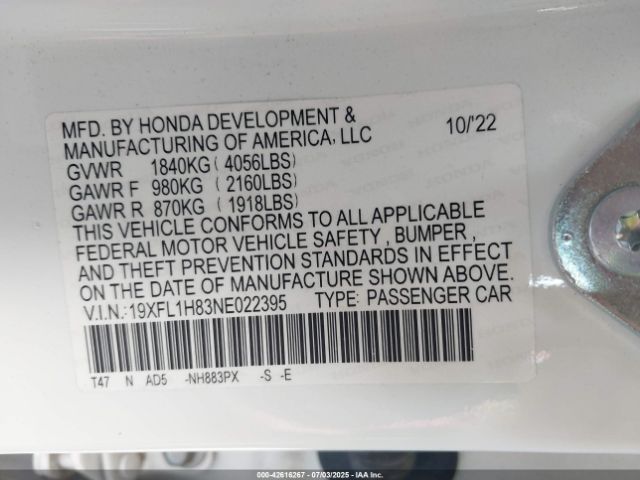 MFD. BY HONDA DEVELOPMENT &
MANUFACTURING OF AMERICA, LLC 10/'22
GVWR 1840KG ( 4056LBS)
GAWR F 980KG ( 2160LBS)
GAWR R 870KG ( 1918LBS)
THIS VEHICLE CONFORMS TO ALL APPLICABLE
FEDERAL MOTOR VEHICLE SAFETY , BUMPER ,
AND THEFT PREVENTION STANDARDS IN EFFECT
ON THE DATE OF MANUFACTURE SHOWN ABOVE.
V.I.N.:19XFL1H83NE022395 TYPE: PASSENGER CAR
T47 N AD5 -NH883PX -S -E
000-42616267 - 07/03/2025 - IAA Inc.